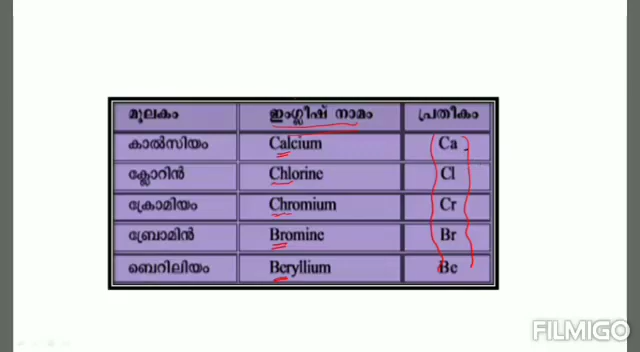 മൂലകം ഇംഗ്ലീഷ് നാമം പ്രതീകം
കാൽസിയം Calcium Ca
ക്ലോറിൻ Chlorine Cl
ക്രോമിയം Chromium Cr
ബ്രോമിൻ Bromine Br
ബെറിലിയം Beryllium Be
FILMIGO